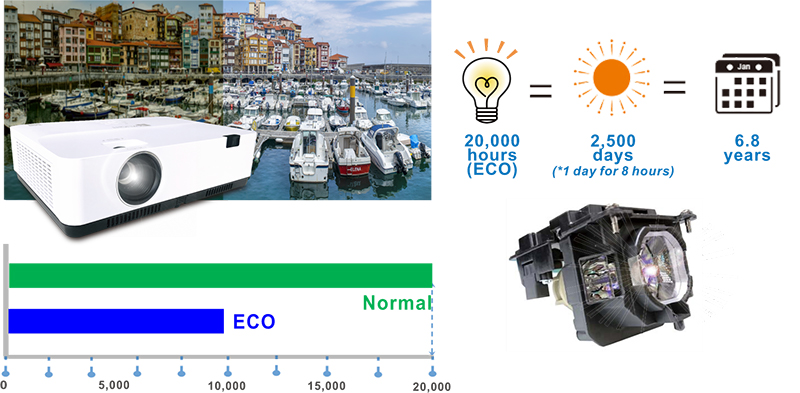 = =
Jan
20,000
hours
(ECO)
2,500
days
(*1 day for 8 hours)
6.8
years
Normal
ECO
0 5,000 10,000 15,000 20,000